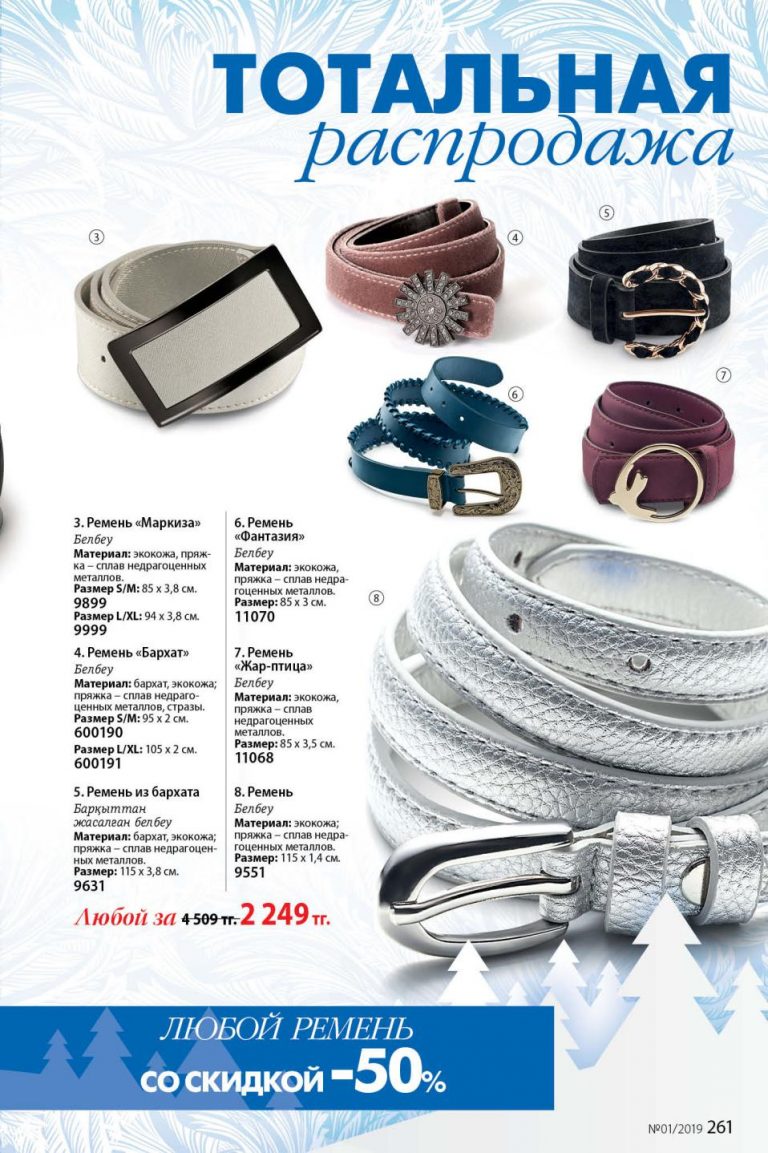 ТОТАЛЬНАЯ
распродажа
3
4
5
6
7
8
3. Ремень «Маркиза»
Белбеу
Материал: экокожа, пряж-
ка – сплав недрагоценных
металлов.
Размер S/M: 85 х 3,8 см.
9899
Размер L/XL: 94 х 3,8 см.
9999
4. Ремень «Бархат»
Белбеу
Материал: бархат, экокожа;
пряжка – сплав недраго-
ценных металлов, стразы.
Размер S/M: 95 х 2 см.
600190
Размер L/XL: 105 х 2 см.
600191
5. Ремень из бархата
Барқыттан
жасалған белбеу
Материал: бархат, экокожа;
пряжка – сплав недрагоцен-
ных металлов.
Размер: 115 х 3,8 см.
9631
6. Ремень
«Фантазия»
Белбеу
Материал: экокожа,
пряжка – сплав недра-
гоценных металлов.
Размер: 85 х 3 см.
11070
7. Ремень
«Жар-птица»
Белбеу
Материал: экокожа,
пряжка – сплав
недрагоценных
металлов.
Размер: 85 х 3,5 см.
11068
8. Ремень
Белбеу
Материал: экокожа;
пряжка – сплав недра-
гоценных металлов.
Размер: 115 х 1,4 см.
9551
Любой за 4 509 тг. 2 249 тг.
ЛЮБОЙ РЕМЕНЬ
СО СКИДКОЙ -50%
№01/2019 261